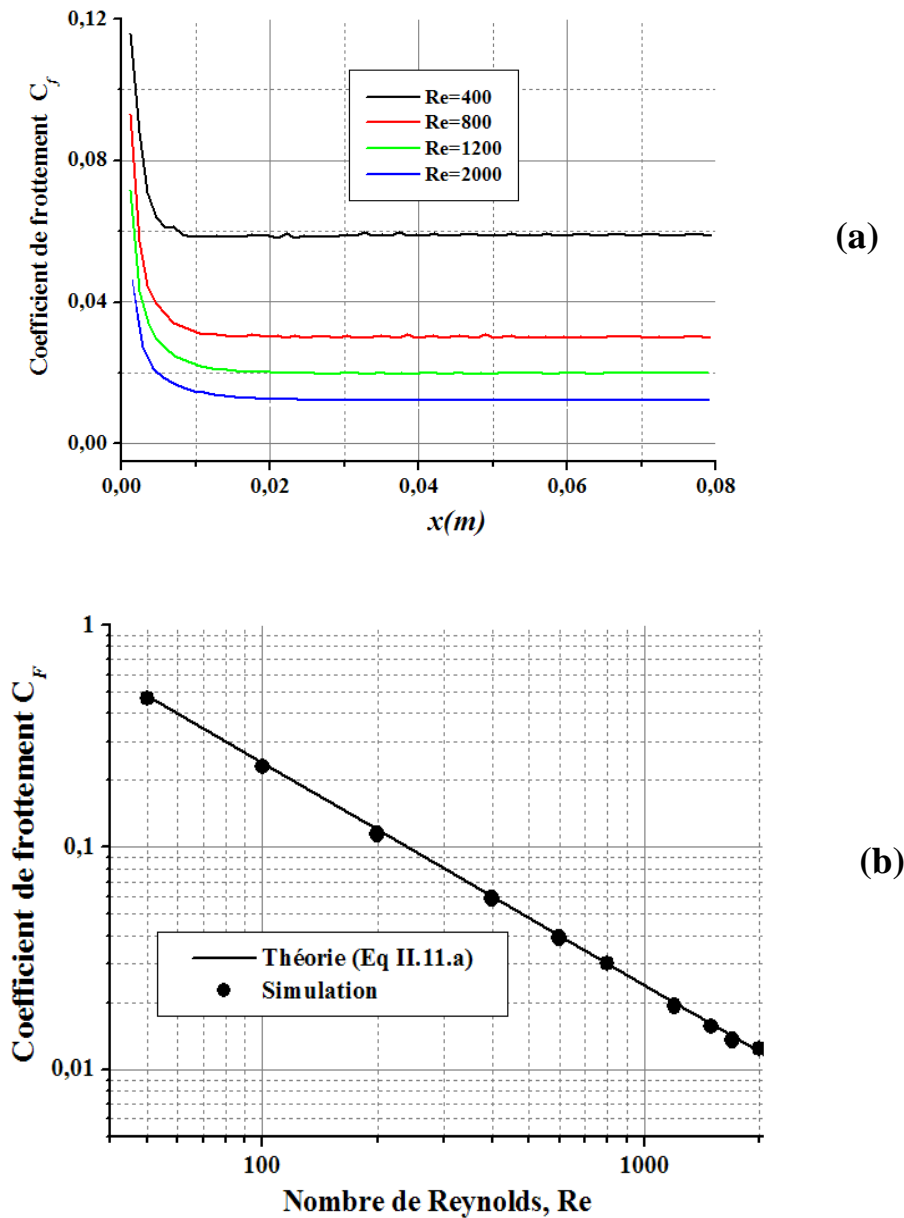 0,12
0,08
0,04
0,00
Coefficient de frottement C_f
Re=400
Re=800
Re=1200
Re=2000
(a)
0,00
0,02
0,04
0,06
0,08
x(m)
1
0,1
0,01
Coefficient de frottement C_F
Théorie (Eq II.11.a)
Simulation
(b)
100
1000
Nombre de Reynolds, Re